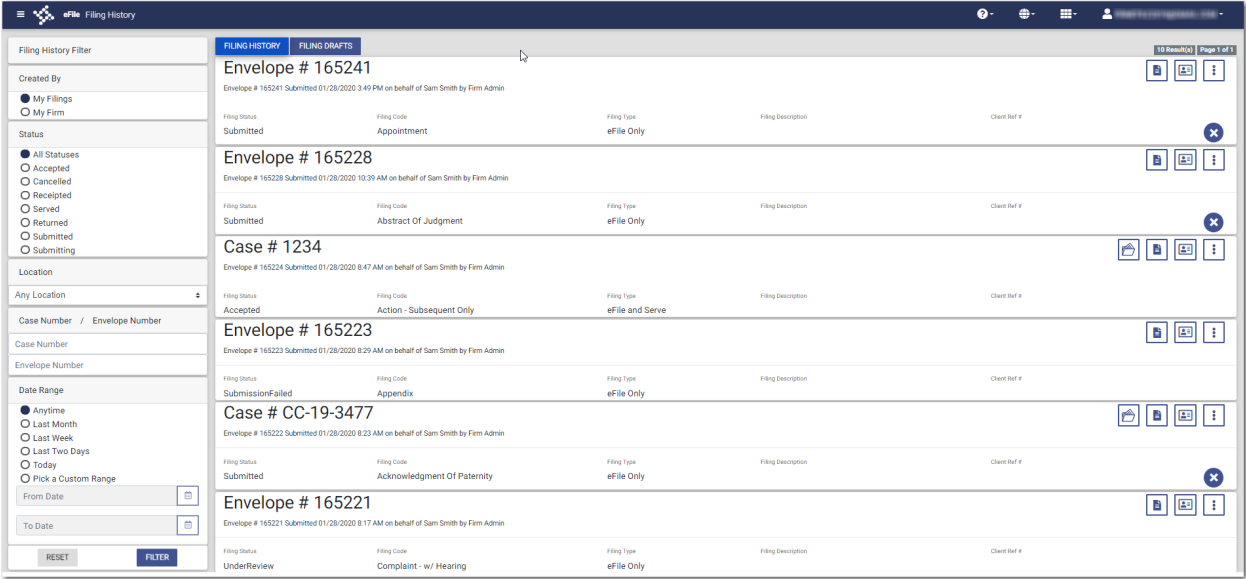 eFile Filing History
Filing History Filter
Created By
My Filings
My Firm
Status
All Statuses
Accepted
Cancelled
Receipted
Served
Returned
Submitted
Submitting
Location
Any Location
Case Number / Envelope Number
Case Number
Envelope Number
Date Range
Anytime
Last Month
Last Week
Last Two Days
Today
Pick a Custom Range
From Date
To Date
RESET FILTER
FILING HISTORY FILING DRAFTS
10 Result(s) Page 1 of 1
Envelope # 165241
Envelope # 165241 Submitted 01/28/2020 3:49 PM on behalf of Sam Smith by Firm Admin
Filing Status Filing Code Filing Type Filing Description Client Ref #
Submitted Appointment eFile Only
Envelope # 165228
Envelope # 165228 Submitted 01/28/2020 10:39 AM on behalf of Sam Smith by Firm Admin
Filing Status Filing Code Filing Type Filing Description Client Ref #
Submitted Abstract Of Judgment eFile Only
Case # 1234
Envelope # 165224 Submitted 01/28/2020 8:47 AM on behalf of Sam Smith by Firm Admin
Filing Status Filing Code Filing Type Filing Description Client Ref #
Accepted Action - Subsequent Only eFile and Serve
Envelope # 165223
Envelope # 165223 Submitted 01/28/2020 8:29 AM on behalf of Sam Smith by Firm Admin
Filing Status Filing Code Filing Type Filing Description Client Ref #
SubmissionFailed Appendix eFile Only
Case # CC-19-3477
Envelope # 165222 Submitted 01/28/2020 8:23 AM on behalf of Sam Smith by Firm Admin
Filing Status Filing Code Filing Type Filing Description Client Ref #
Submitted Acknowledgment Of Paternity eFile Only
Envelope # 165221
Envelope # 165221 Submitted 01/28/2020 8:17 AM on behalf of Sam Smith by Firm Admin
Filing Status Filing Code Filing Type Filing Description Client Ref #
UnderReview Complaint - w/ Hearing eFile Only